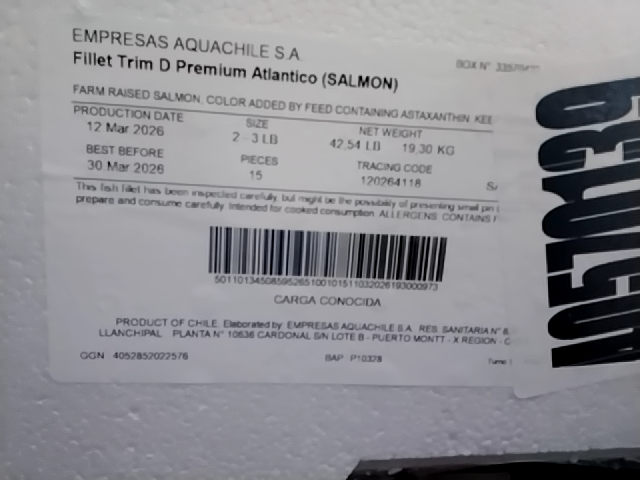 EMPRESAS AQUACHILE S.A.
BOX N°
Fillet Trim D Premium Atlantico (SALMON)
FARM RAISED SALMON, COLOR ADDED BY FEED CONTAINING ASTAXANTHIN. KEE
PRODUCTION DATE SIZE NET WEIGHT
12 Mar 2026 2 - 3 LB 42.54 LB 19.30 KG
BEST BEFORE PIECES TRACING CODE
30 Mar 2026 15 120264118
This fish fillet has been inspected carefully, but might be the possibility of presenting small pin
prepare and consume carefully. Intended for cooked consumption. ALLERGENS: CONTAINS F
CARGA CONOCIDA
PRODUCT OF CHILE. Elaborated by: EMPRESAS AQUACHILE S.A. RES. SANITARIA N°
LLANCHIPAL PLANTA N° 10636 CARDONAL S/N LOTE B - PUERTO MONTT - X REGION - C
GGN 4052852022576 BAP P10328